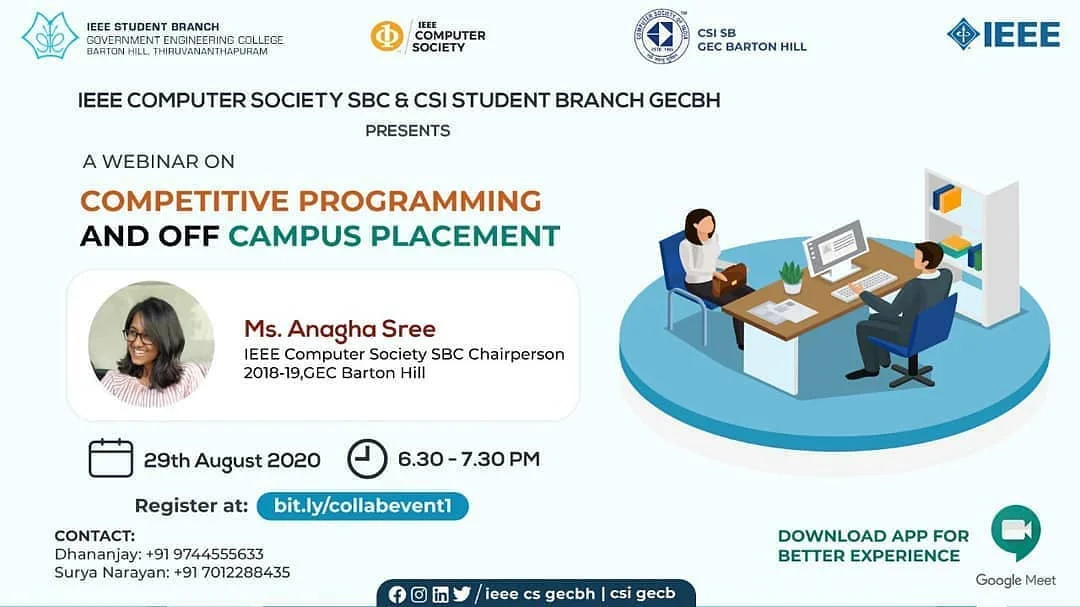 IEEE STUDENT BRANCH
GOVERNMENT ENGINEERING COLLEGE
BARTON HILL, THIRUVANANTHAPURAM
IEEE
COMPUTER
SOCIETY
CSI SB
GEC BARTON HILL
IEEE
IEEE COMPUTER SOCIETY SBC & CSI STUDENT BRANCH GECBH
PRESENTS
A WEBINAR ON
COMPETITIVE PROGRAMMING
AND OFF CAMPUS PLACEMENT
Ms. Anagha Sree
IEEE Computer Society SBC Chairperson
2018-19,GEC Barton Hill
29th August 2020
6.30 - 7.30 PM
Register at: bit.ly/collabevent1
CONTACT:
Dhananjay: +91 9744555633
Surya Narayan: +91 7012288435
DOWNLOAD APP FOR
BETTER EXPERIENCE
Google Meet
/ieee cs gecbh | csi gecb